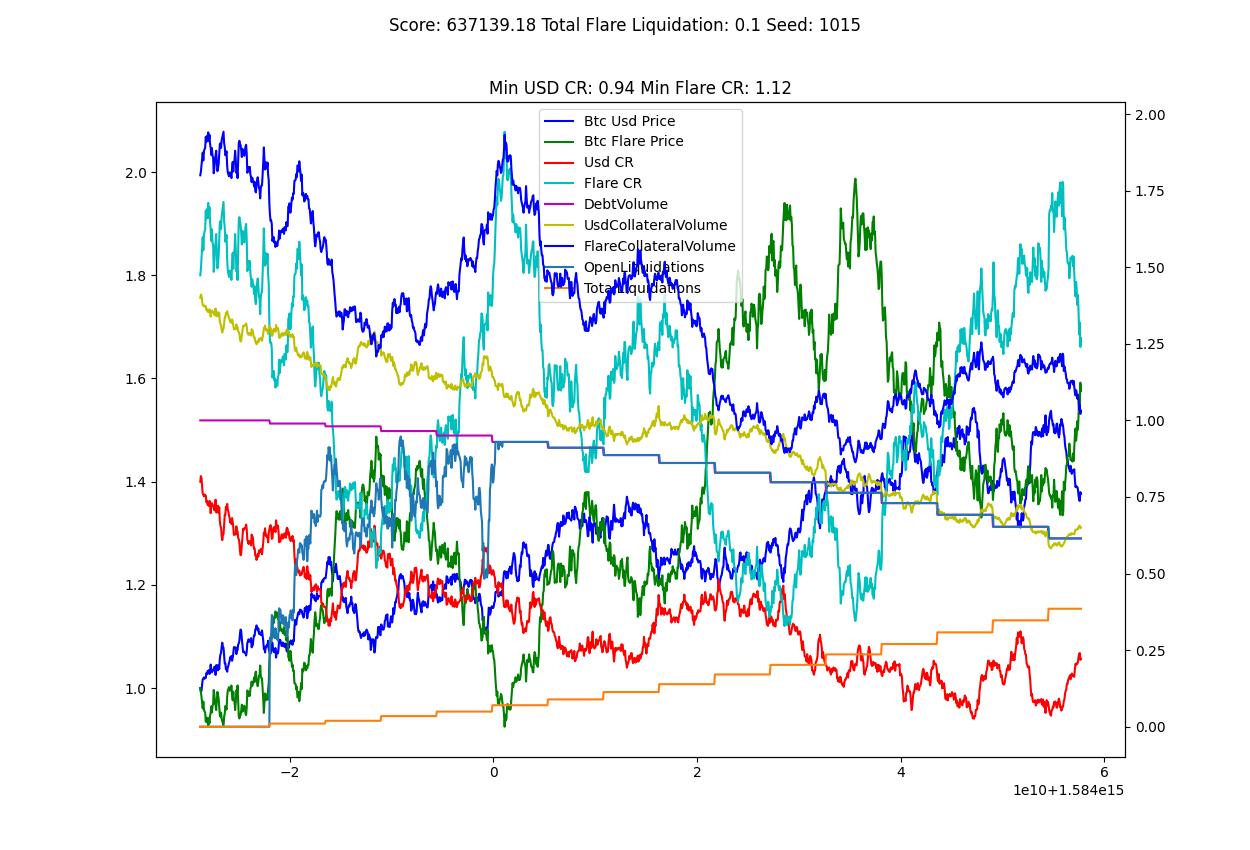 Score: 637139.18 Total Flare Liquidation: 0.1 Seed: 1015
Min USD CR: 0.94 Min Flare CR: 1.12
Btc Usd Price
Btc Flare Price
Usd CR
Flare CR
DebtVolume
UsdCollateralVolume
FlareCollateralVolume
OpenLiquidations
TotalLiquidations
2.0
1.8
1.6
1.4
1.2
1.0
2.00
1.75
1.50
1.25
1.00
0.75
0.50
0.25
0.00
−2
0
2
4
6
1e10+1.584e15